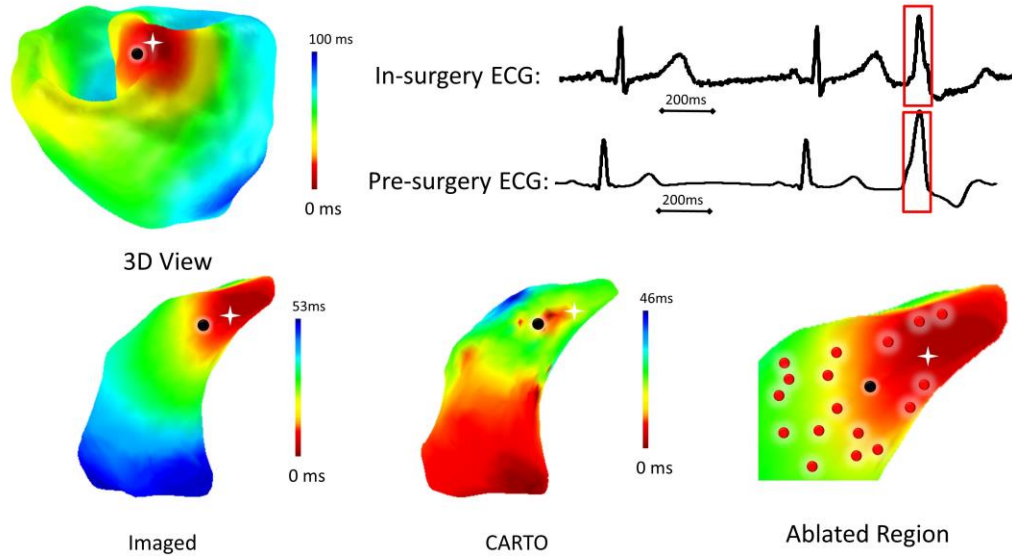 100 ms
0 ms
3D View
In-surgery ECG:
200ms
Pre-surgery ECG:
200ms
53ms
0 ms
Imaged
46ms
0 ms
CARTO
Ablated Region